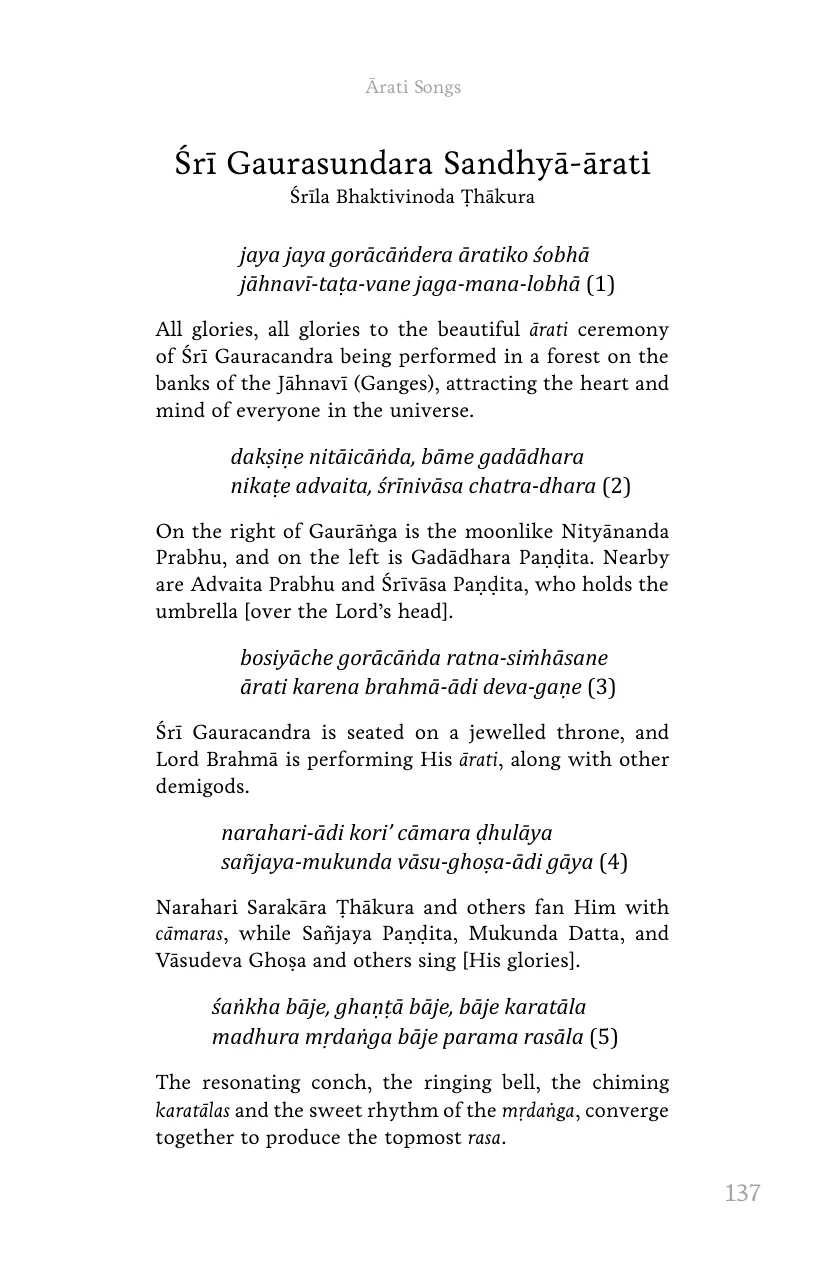 Ārati Songs
Śrī Gaurasundara Sandhyā-ārati
Śrīla Bhaktivinoda Ṭhākura
jaya jaya gorācāṅdera āratiko śobhā
jāhnavī-taṭa-vane jaga-mana-lobhā (1)
All glories, all glories to the beautiful ārati ceremony
of Śrī Gauracandra being performed in a forest on the
banks of the Jāhnavī (Ganges), attracting the heart and
mind of everyone in the universe.
dakṣiṇe nitāicāṅda, bāme gadādhara
nikaṭe advaita, śrīnivāsa chatra-dhara (2)
On the right of Gaurāṅga is the moonlike Nityānanda
Prabhu, and on the left is Gadādhara Paṇḍita. Nearby
are Advaita Prabhu and Śrīvāsa Paṇḍita, who holds the
umbrella [over the Lord’s head].
bosiyāche gorācāṅda ratna-siṁhāsane
ārati karena brahmā-ādi deva-gaṇe (3)
Śrī Gauracandra is seated on a jewelled throne, and
Lord Brahmā is performing His ārati, along with other
demigods.
narahari-ādi kori’ cāmara ḍhulāya
sañjaya-mukunda vāsu-ghoṣa-ādi gāya (4)
Narahari Sarakāra Ṭhākura and others fan Him with
cāmaras, while Sañjaya Paṇḍita, Mukunda Datta, and
Vāsudeva Ghoṣa and others sing [His glories].
śaṅkha bāje, ghaṇṭā bāje, bāje karatāla
madhura mṛdaṅga bāje parama rasāla (5)
The resonating conch, the ringing bell, the chiming
karatālas and the sweet rhythm of the mṛdaṅga, converge
together to produce the topmost rasa.
137